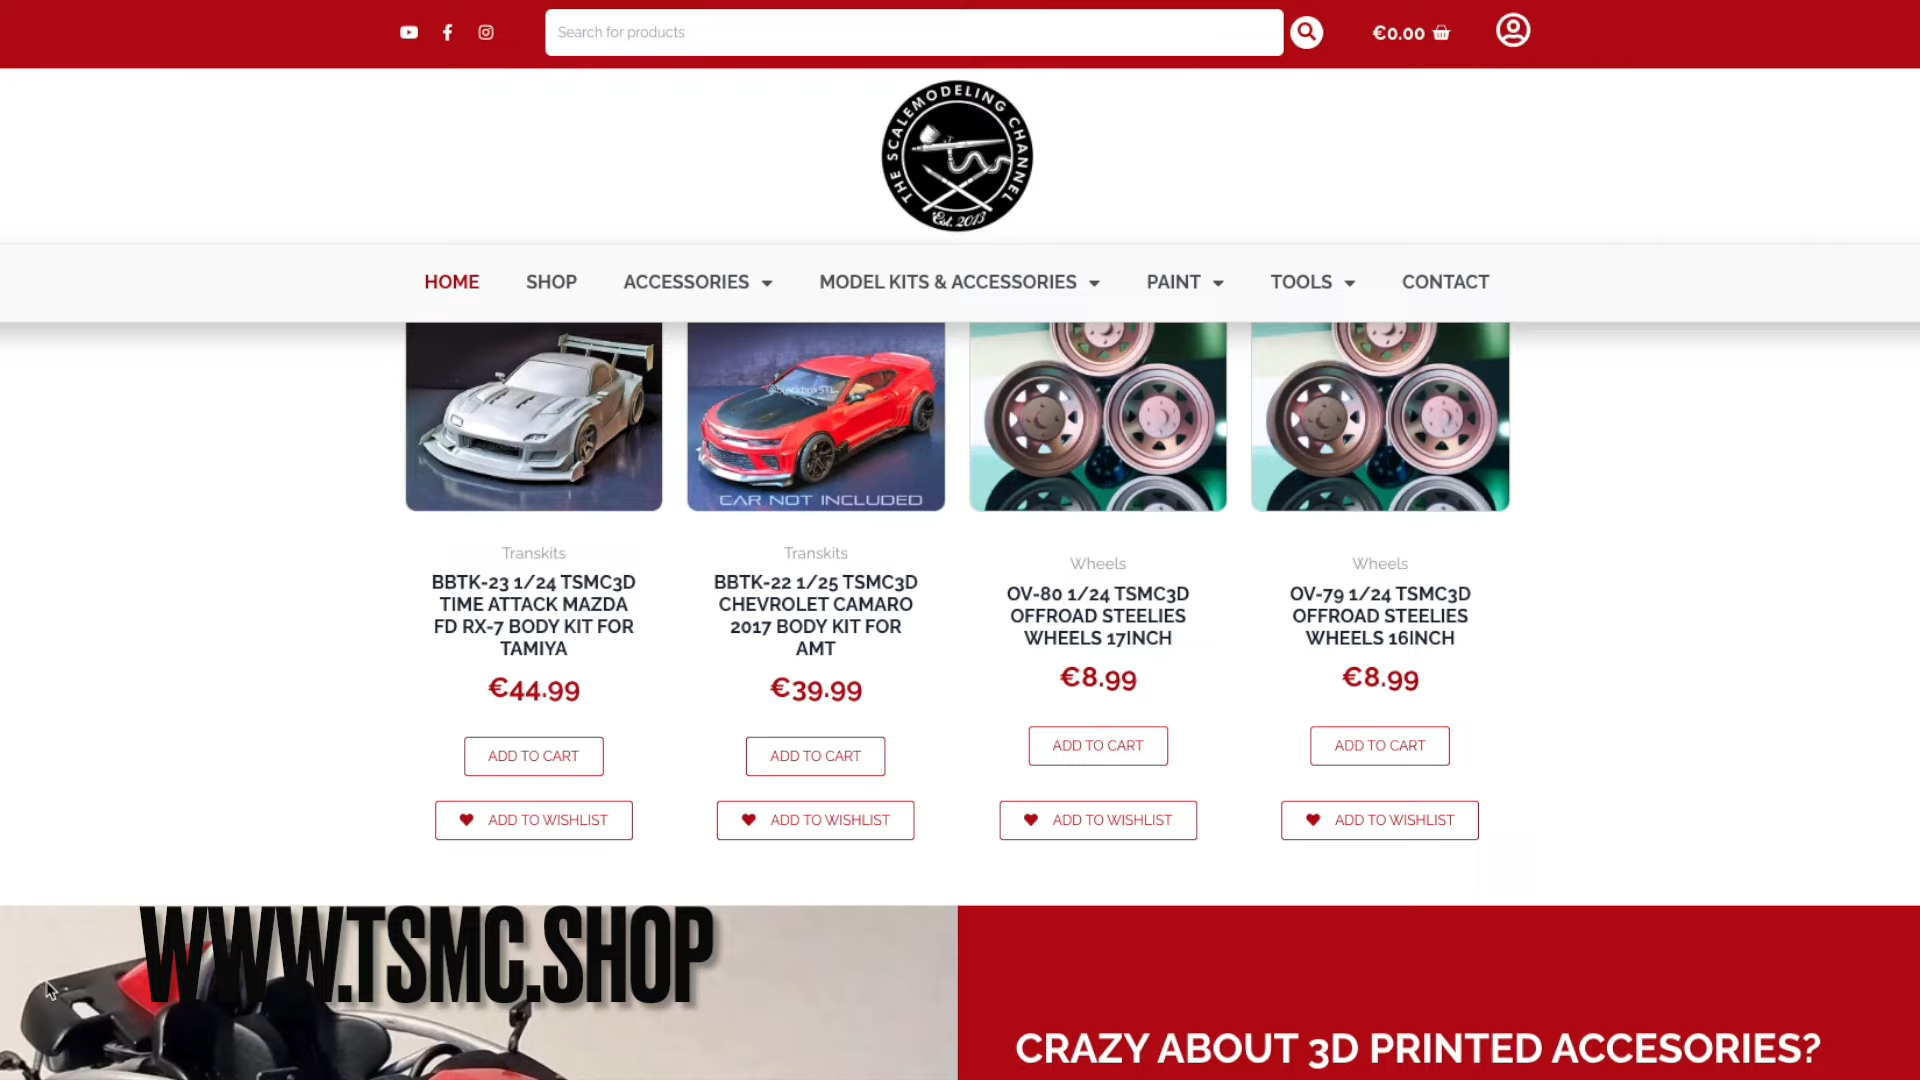 Search for products
€0.00
THE SCALEMODELING CHANNEL
Est. 2013
HOME
SHOP
ACCESSORIES
MODEL KITS & ACCESSORIES
PAINT
TOOLS
CONTACT
@blackboxSTL
CAR NOT INCLUDED
Transkits
BBTK-23 1/24 TSMC3D
TIME ATTACK MAZDA
FD RX-7 BODY KIT FOR
TAMIYA
€44.99
ADD TO CART
ADD TO WISHLIST
Transkits
BBTK-22 1/25 TSMC3D
CHEVROLET CAMARO
2017 BODY KIT FOR
AMT
€39.99
ADD TO CART
ADD TO WISHLIST
Wheels
OV-80 1/24 TSMC3D
OFFROAD STEELIES
WHEELS 17INCH
€8.99
ADD TO CART
ADD TO WISHLIST
Wheels
OV-79 1/24 TSMC3D
OFFROAD STEELIES
WHEELS 16INCH
€8.99
ADD TO CART
ADD TO WISHLIST
WWW.TSMC.SHOP
CRAZY ABOUT 3D PRINTED ACCESORIES?